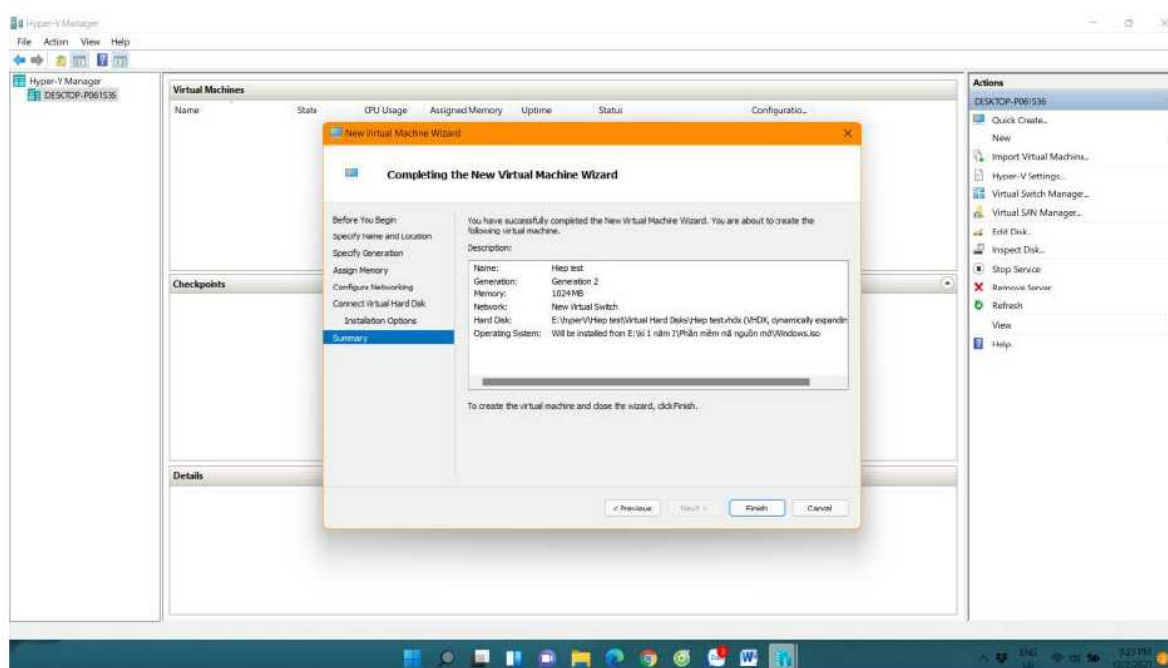 Hyper-V Manager
File Action View Help
Hyper-V Manager
DESKTOP-P061S36
Virtual Machines
Name State CPU Usage Assigned Memory Uptime Status Configuratio...
New Virtual Machine Wizard
Completing the New Virtual Machine Wizard
Before You Begin
Specify Name and Location
Specify Generation
Assign Memory
Configure Networking
Connect Virtual Hard Disk
Installation Options
Summary
You have successfully completed the New Virtual Machine Wizard. You are about to create the
following virtual machine.
Description:
Name: Hiep test
Generation: Generation 2
Memory: 1024 MB
Network: New Virtual Switch
Hard Disk: E:\hyperV\Hiep test\Virtual Hard Disks\Hiep test.vhdx (VHDX, dynamically expandin
Operating System: Will be installed from E:\kì 1 năm 3\Phần mềm mã nguồn mở\Windows.iso
To create the virtual machine and close the wizard, click Finish.
< Previous Next > Finish Cancel
Checkpoints
Details
Actions
DESKTOP-P061S36
Quick Create...
New
Import Virtual Machine...
Hyper-V Settings...
Virtual Switch Manager...
Virtual SAN Manager...
Edit Disk...
Inspect Disk...
Stop Service
Remove Server
Refresh
View
Help
ENG
US
5:27 PM